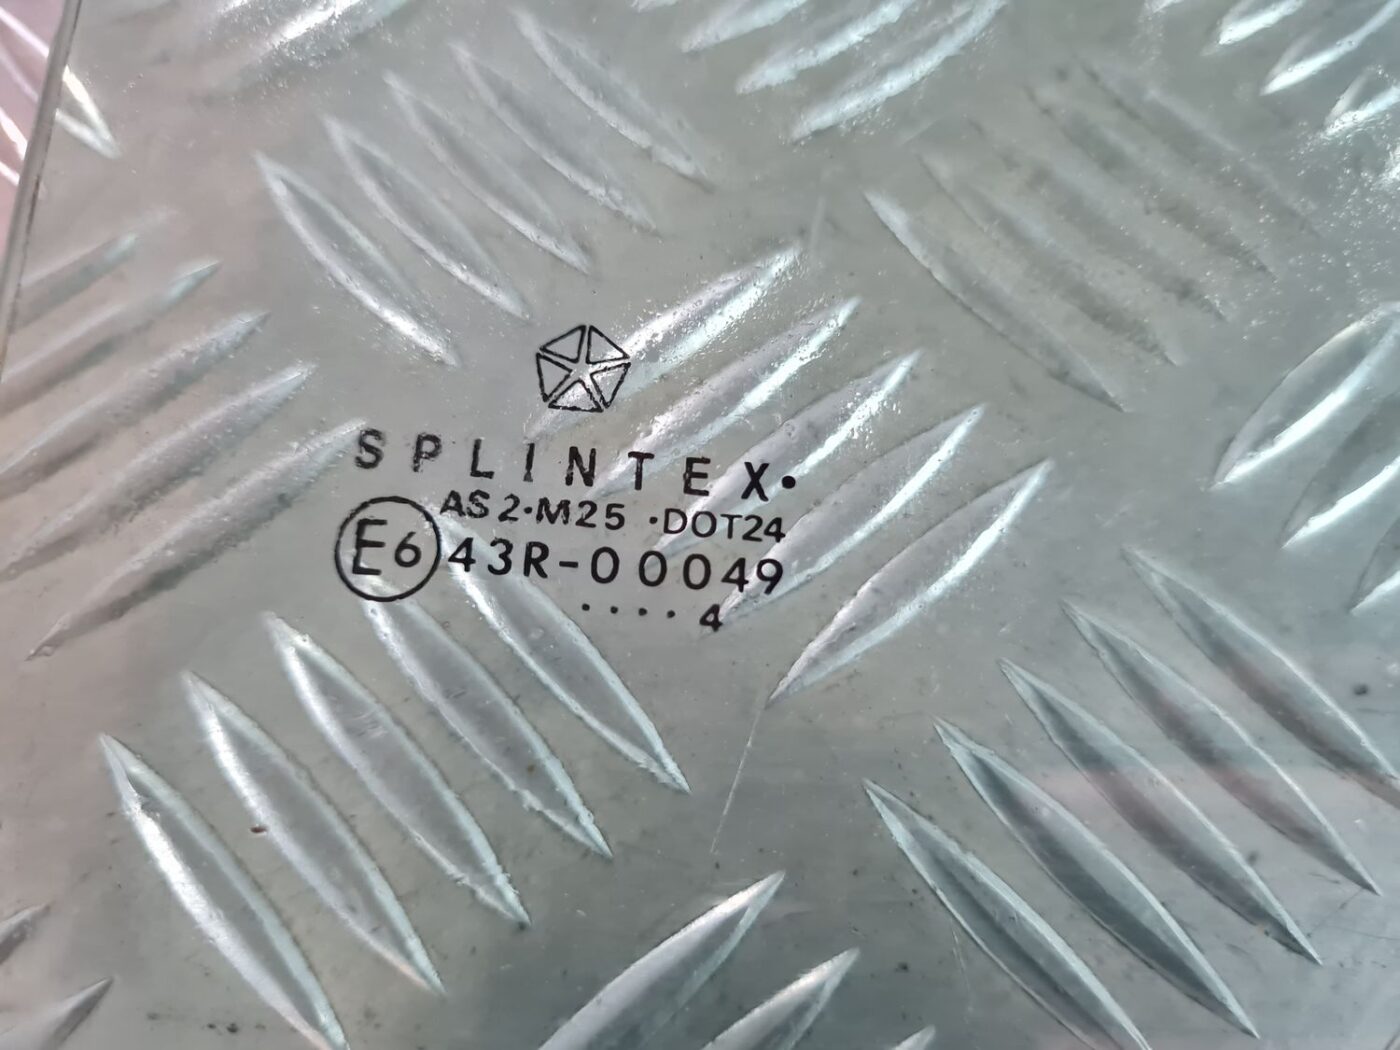 SPLINTEX•
AS2•M25 •DOT24
E6 43R-00049
••••4